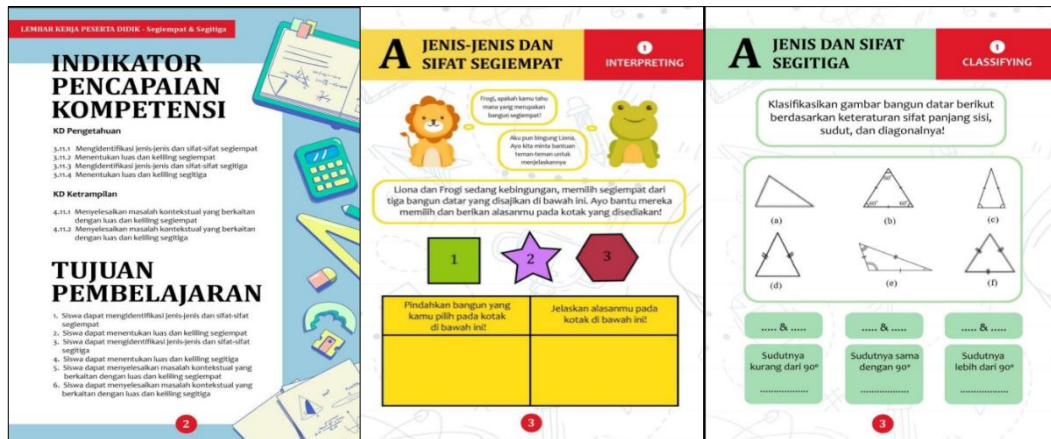 LEMBAR KERJA PESERTA DIDIK - Segiempat & Segitiga
INDIKATOR
PENCAPAIAN
KOMPETENSI
KD Pengetahuan
3.11.1 Mengidentifikasi jenis-jenis dan sifat-sifat segiempat
3.11.2 Menentukan luas dan keliling segiempat
3.11.3 Mengidentifikasi jenis-jenis dan sifat-sifat segitiga
3.11.4 Menentukan luas dan keliling segitiga
KD Ketrampilan
4.11.1 Menyelesaikan masalah kontekstual yang berkaitan
dengan luas dan keliling segiempat
4.11.2 Menyelesaikan masalah kontekstual yang berkaitan
dengan luas dan keliling segitiga
TUJUAN
PEMBELAJARAN
1. Siswa dapat mengidentifikasi jenis-jenis dan sifat-sifat
segiempat
2. Siswa dapat menentukan luas dan keliling segiempat
3. Siswa dapat mengidentifikasi jenis-jenis dan sifat-sifat
segitiga
4. Siswa dapat menentukan luas dan keliling segitiga
5. Siswa dapat menyelesaikan masalah kontekstual yang
berkaitan dengan luas dan keliling segiempat
6. Siswa dapat menyelesaikan masalah kontekstual yang
berkaitan dengan luas dan keliling segitiga
2
A
JENIS-JENIS DAN
SIFAT SEGIEMPAT
1
INTERPRETING
Frogi, apakah kamu tahu
mana yang merupakan
bangun segiempat?
Aku pun bingung Liona,
Ayo kita minta bantuan
teman-teman untuk
menjelaskannya
Liona dan Frogi sedang kebingungan, memilih segiempat dari
tiga bangun datar yang disajikan di bawah ini. Ayo bantu mereka
memilih dan berikan alasanmu pada kotak yang disediakan!
1
2
3
Pindahkan bangun yang
kamu pilih pada kotak
di bawah ini!
Jelaskan alasanmu pada
kotak di bawah ini!
3
A
JENIS DAN SIFAT
SEGITIGA
1
CLASSIFYING
Klasifikasikan gambar bangun datar berikut
berdasarkan keteraturan sifat panjang sisi,
sudut, dan diagonalnya!
60°
60°
60°
(a)
(b)
(c)
(d)
(e)
(f)
..... & .....
..... & .....
..... & .....
Sudutnya
kurang dari 90°
..................
Sudutnya sama
dengan 90°
..................
Sudutnya
lebih dari 90°
..................
3